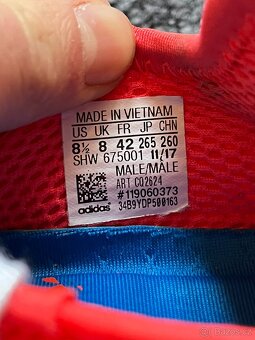 MADE IN VIETNAM
US UK FR JP CHN
8½ 8 42 265 260
SHW 675001 11/17
MALE/MÂLE
ART CQ2624
#119060373
adidas 34B9YDP500163